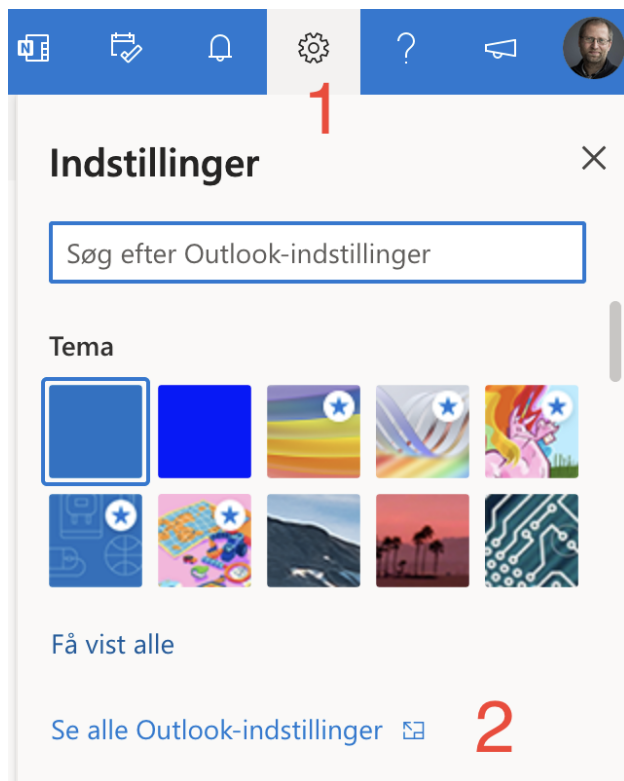 N
1
Indstillinger
Søg efter Outlook-indstillinger
Tema
Få vist alle
Se alle Outlook-indstillinger 2